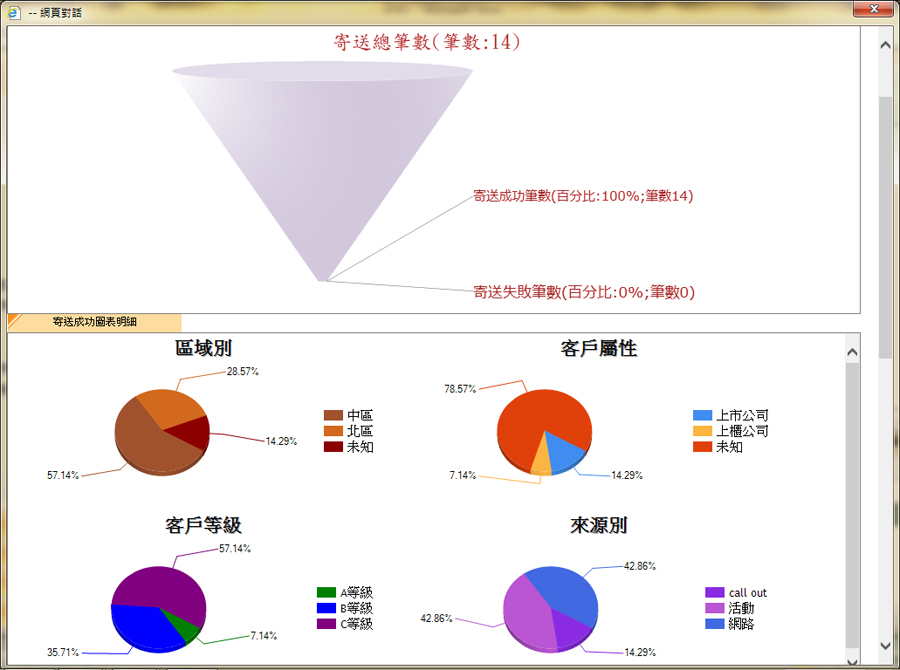 -- 網頁對話
寄送總筆數(筆數:14)
寄送成功筆數(百分比:100%;筆數14)
寄送失敗筆數(百分比:0%;筆數0)
寄送成功圖表明細
區域別
28.57%
14.29%
57.14%
中區
北區
未知
客戶屬性
78.57%
7.14%
14.29%
上市公司
上櫃公司
未知
客戶等級
57.14%
7.14%
35.71%
A等級
B等級
C等級
來源別
42.86%
42.86%
14.29%
call out
活動
網路